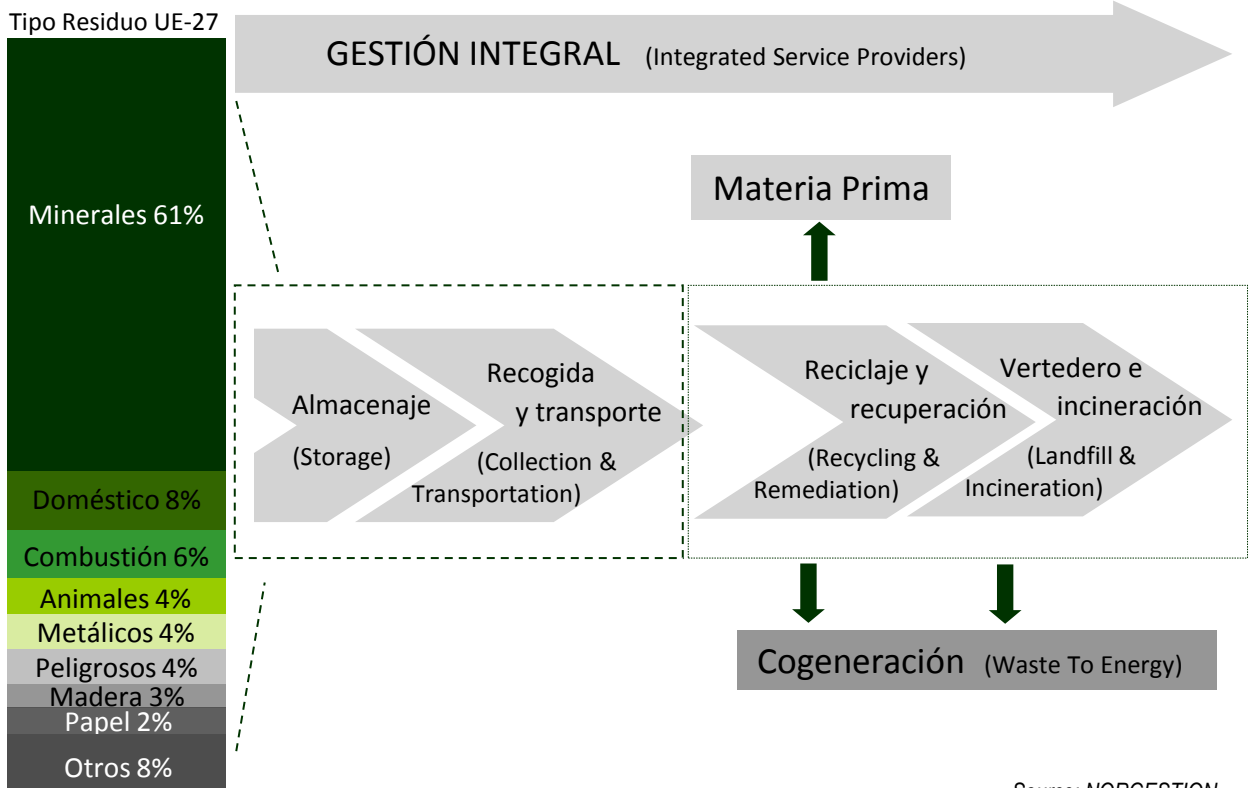 Tipo Residuo UE-27
GESTIÓN INTEGRAL (Integrated Service Providers)
Minerales 61%
Doméstico 8%
Combustión 6%
Animales 4%
Metálicos 4%
Peligrosos 4%
Madera 3%
Papel 2%
Otros 8%
Materia Prima
Almacenaje
(Storage)
Recogida
y transporte
(Collection &
Transportation)
Reciclaje y
recuperación
(Recycling &
Remediation)
Vertedero e
incineración
(Landfill &
Incineration)
Cogeneración (Waste To Energy)
Source: NORGESTION